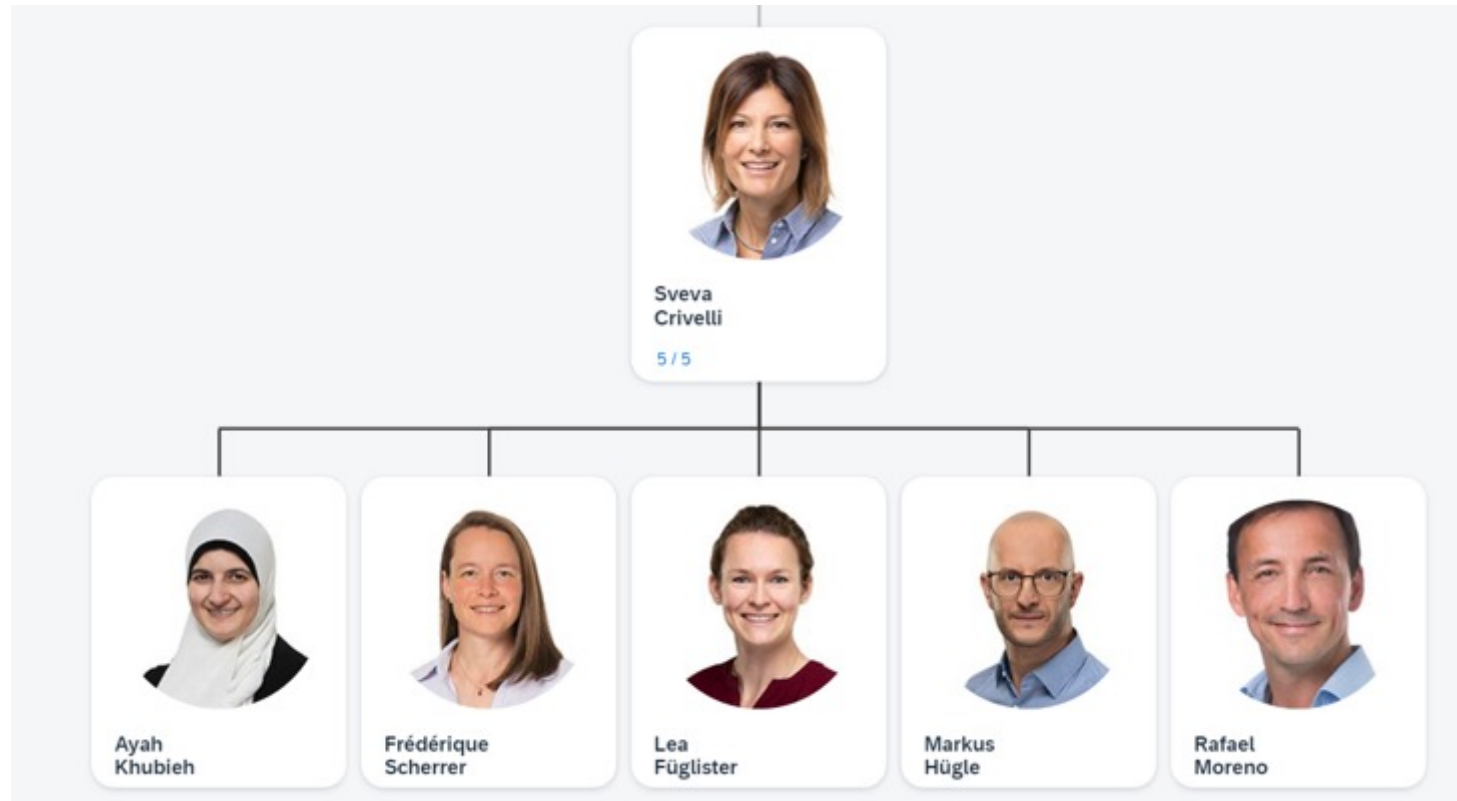 Sveva
Crivelli
5 / 5
Ayah
Khubieh
Frédérique
Scherrer
Lea
Füglister
Markus
Hügle
Rafael
Moreno